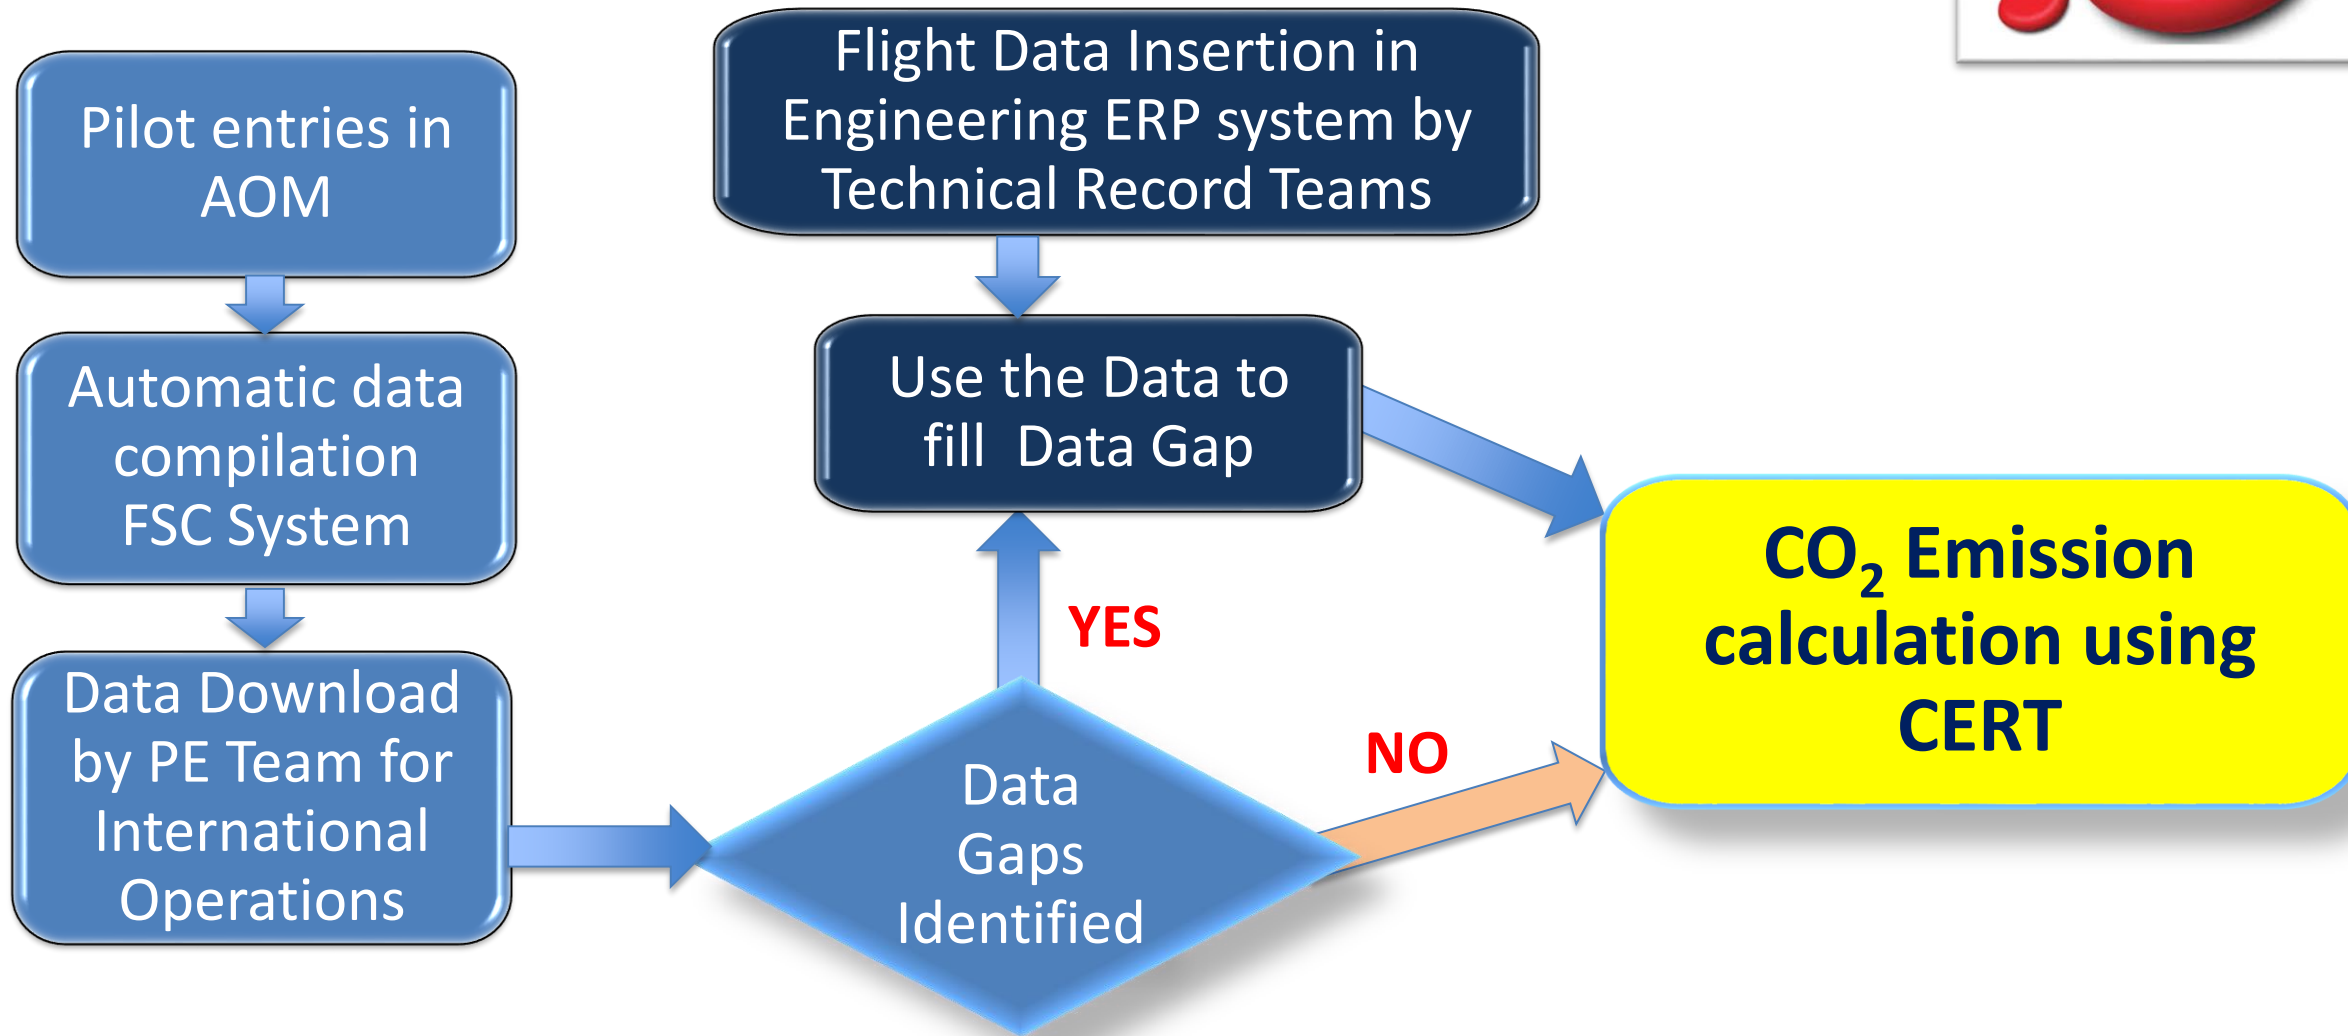 Pilot entries in
AOM
Automatic data
compilation
FSC System
Data Download
by PE Team for
International
Operations
Flight Data Insertion in
Engineering ERP system by
Technical Record Teams
Use the Data to
fill  Data Gap
YES
Data
Gaps
Identified
NO
CO₂ Emission
calculation using
CERT